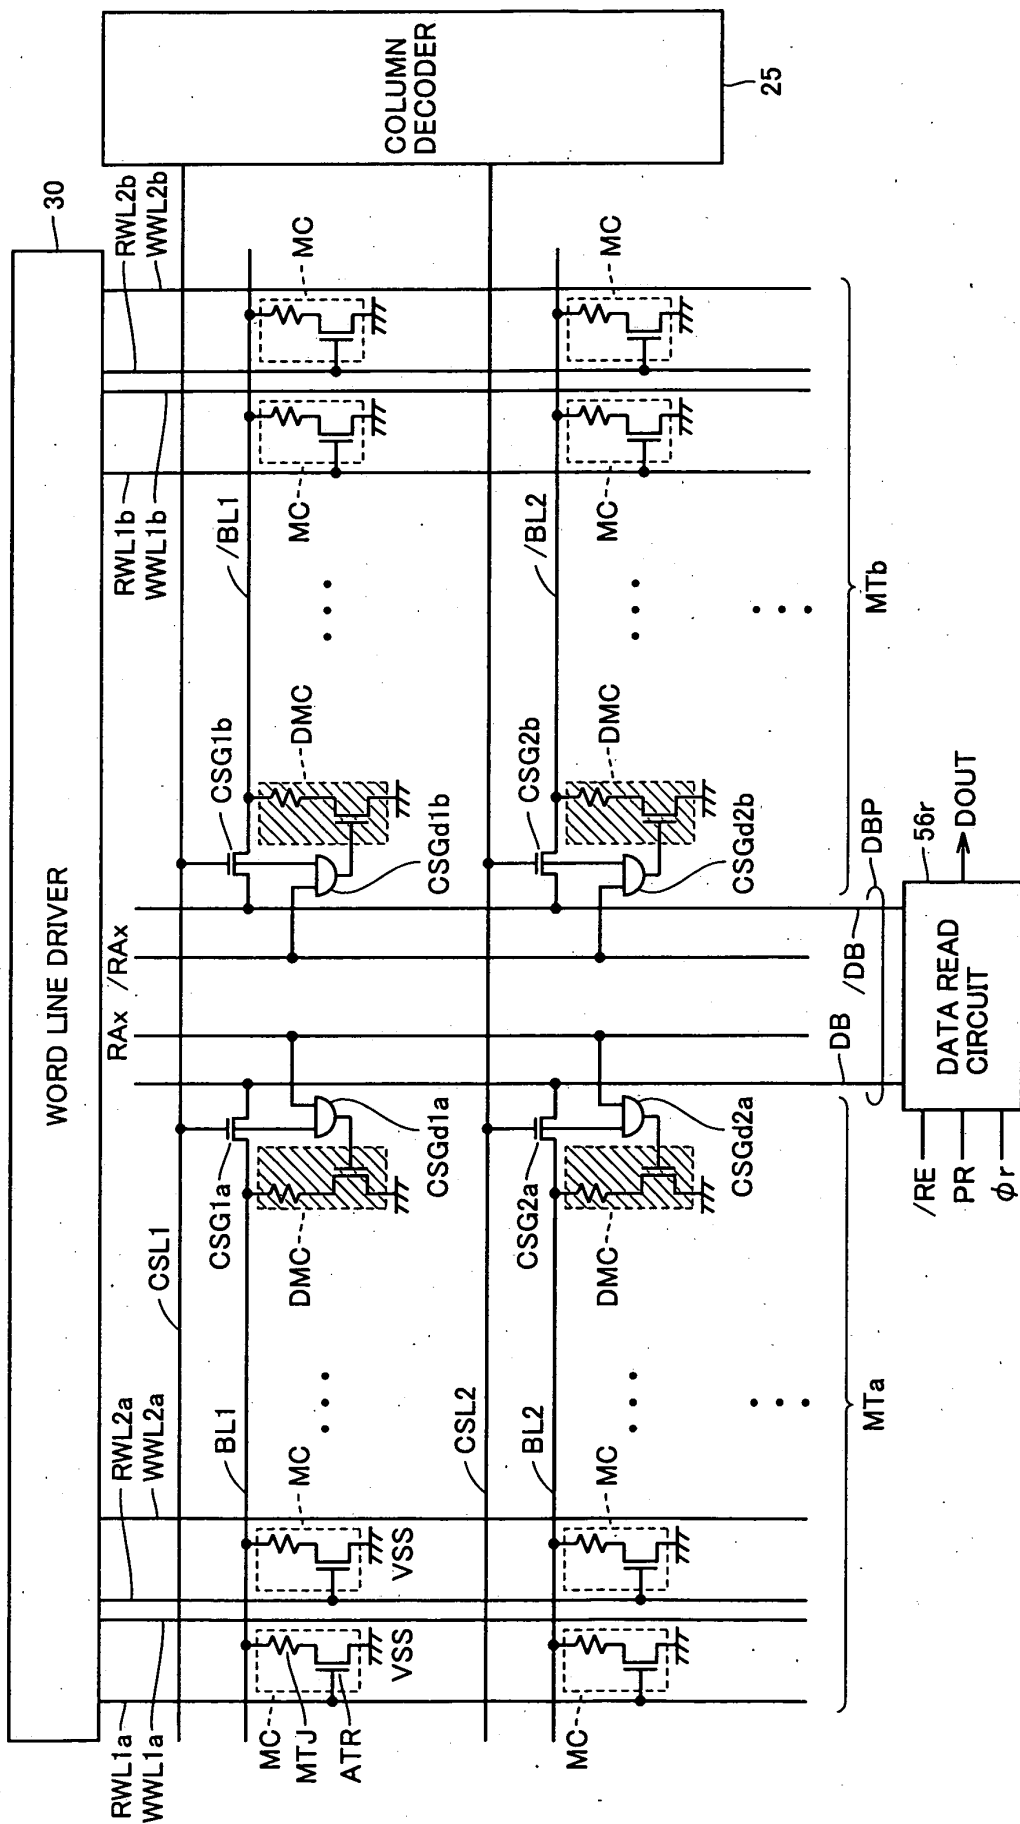 WORD LINE DRIVER
30
COLUMN
DECODER
25
RWL1a
WWL1a
RWL2a
WWL2a
RAx
/RAx
RWL1b
WWL1b
RWL2b
WWL2b
CSL1
BL1
CSG1a
CSG1b
/BL1
MC
MTJ
ATR
VSS
MC
VSS
DMC
CSGd1a
DMC
CSGd1b
MC
MC
CSL2
BL2
CSG2a
CSG2b
/BL2
MC
MC
DMC
CSGd2a
DMC
CSGd2b
MC
MC
MTa
MTb
DB
/DB
DBP
/RE
PR
φr
DATA READ
CIRCUIT
56r
DOUT